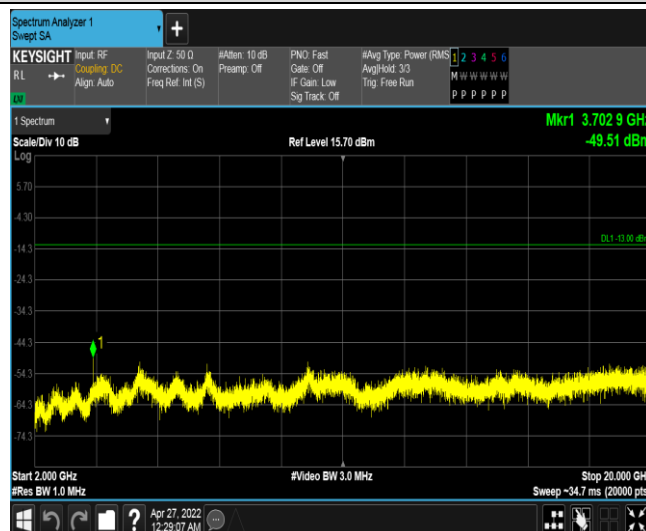 Spectrum Analyzer 1
Swept SA
+
KEYSIGHT Input: RF Input Z: 50 Ω #Atten: 10 dB PNO: Fast #Avg Type: Power (RMS 1 2 3 4 5 6
RL Coupling: DC Corrections: On Preamp: Off Gate: Off Avg|Hold: 3/3 M W W W W W
Align: Auto Freq Ref: Int (S) IF Gain: Low Trig: Free Run
Sig Track: Off P P P P P P
1 Spectrum Mkr1 3.702 9 GHz
Scale/Div 10 dB Ref Level 15.70 dBm -49.51 dBm
Log
5.70
-4.30
DL1 -13.00 dBm
-14.3
-24.3
-34.3
-44.3
1
-54.3
-64.3
-74.3
Start 2.000 GHz #Video BW 3.0 MHz Stop 20.000 GHz
#Res BW 1.0 MHz Sweep ~34.7 ms (20000 pts
? Apr 27, 2022
12:29:07 AM